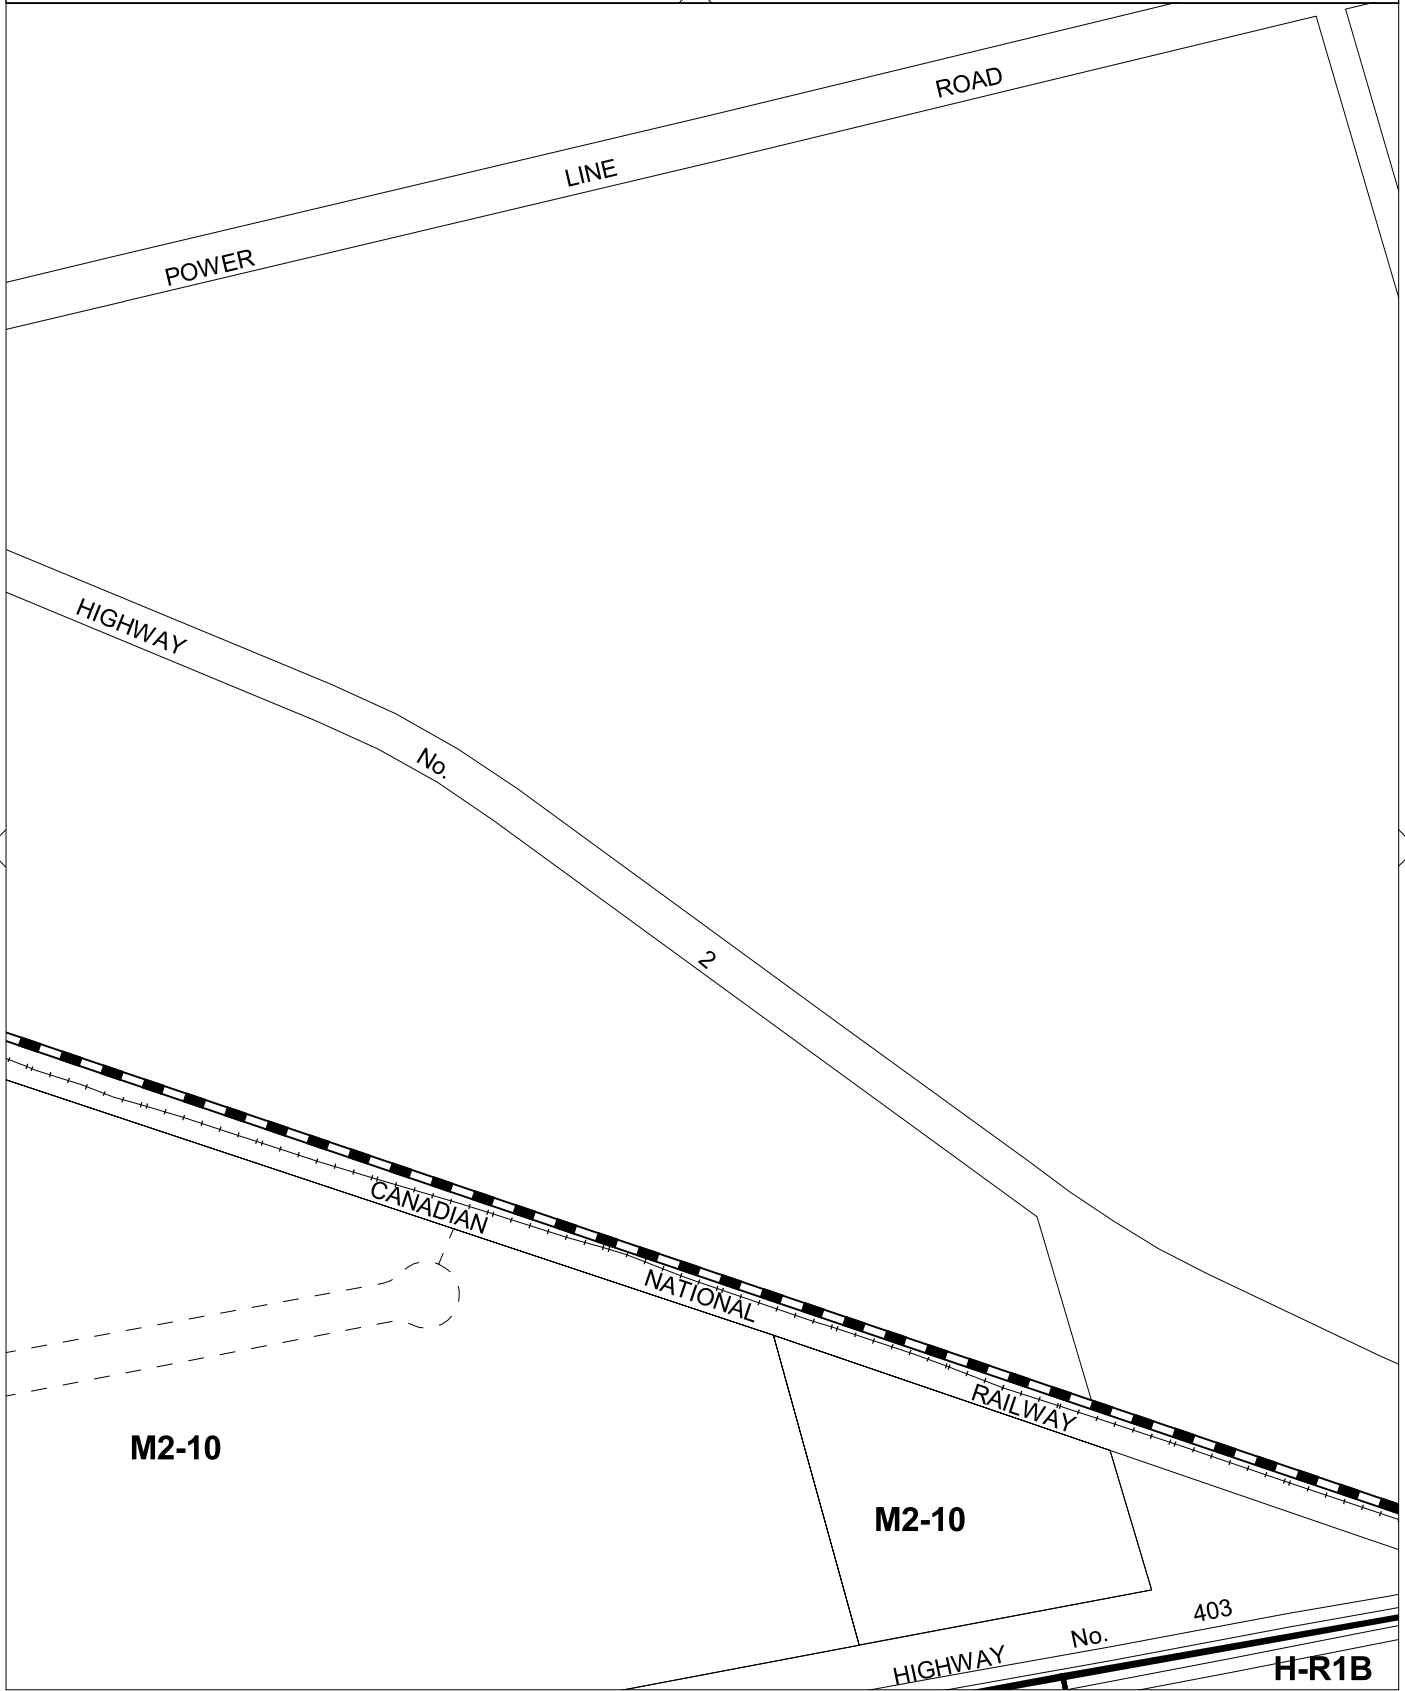 POWER LINE ROAD
HIGHWAY No. 2
CANADIAN NATIONAL RAILWAY
M2-10
M2-10
HIGHWAY No. 403
H-R1B